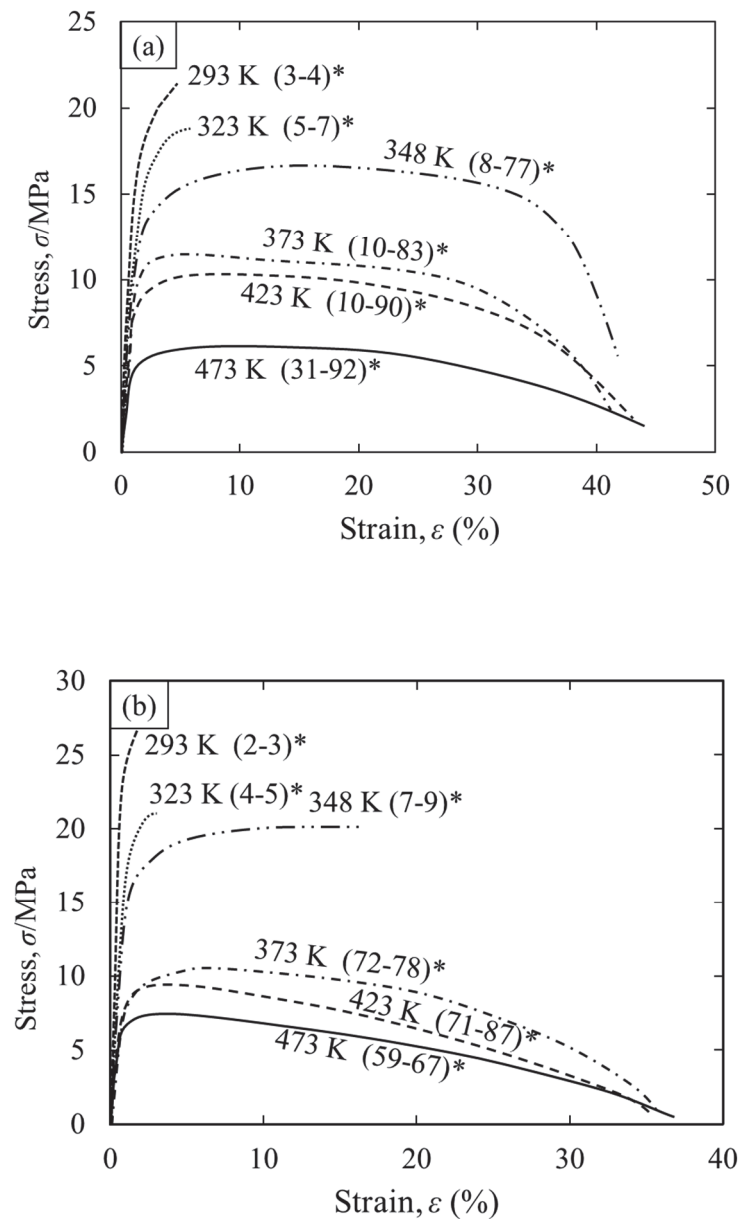 (a)
25
20
15
10
5
0
Stress, σ/MPa
293 K (3-4)*
323 K (5-7)*
348 K (8-77)*
373 K (10-83)*
423 K (10-90)*
473 K (31-92)*
0 10 20 30 40 50
Strain, ε (%)
(b)
30
25
20
15
10
5
0
Stress, σ/MPa
293 K (2-3)*
323 K (4-5)*
348 K (7-9)*
373 K (72-78)*
423 K (71-87)*
473 K (59-67)*
0 10 20 30 40
Strain, ε (%)